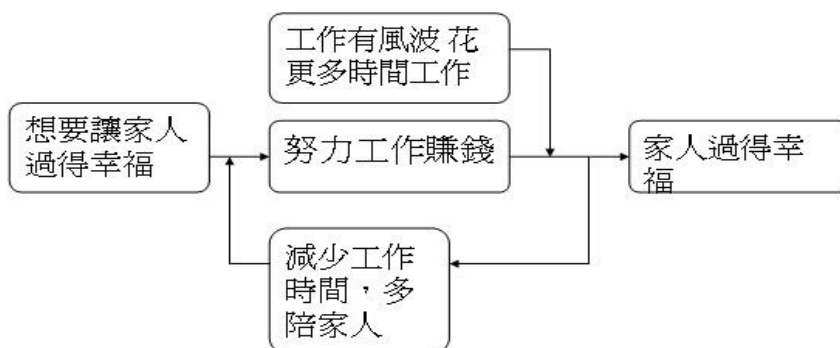 工作有風波 花
更多時間工作
想要讓家人
過得幸福
努力工作賺錢
家人過得幸
福
減少工作
時間，多
陪家人